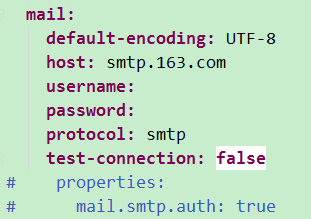 mail:
  default-encoding: UTF-8
  host: smtp.163.com
  username:
  password:
  protocol: smtp
  test-connection: false
#   properties:
#     mail.smtp.auth: true